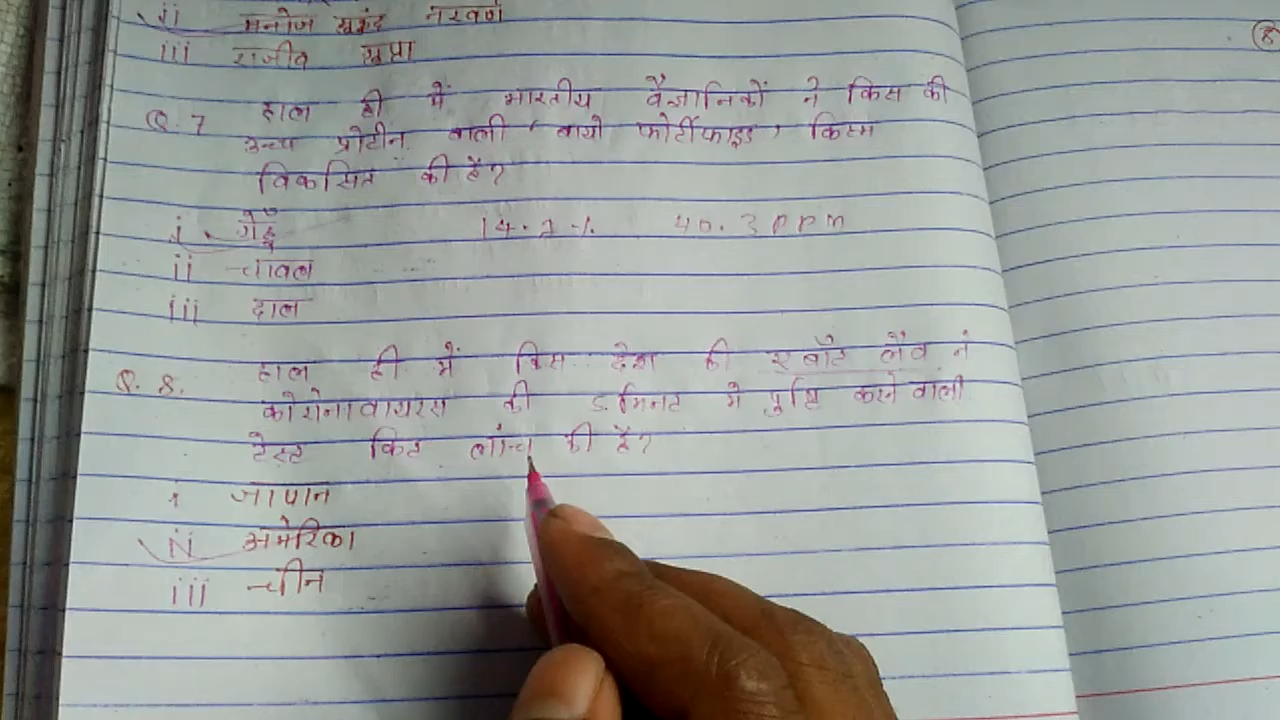 ii मनोज मुकुंद नरवणे
iii राजीव गुप्ता
8
Q. 7 हाल ही में भारतीय वैज्ञानिकों ने किस की
उच्च प्रोटीन वाली 'बायो फोर्टीफाइड' किस्म
विकसित की है?
i. गेहूँ 14.7% 40.3 ppm
ii चावल
iii दाल
Q. 8. हाल ही में किस देश की एबॉट लैब ने
कोरोनावायरस की 5 मिनट मे पुष्टि करने वाली
टेस्ट किट लांच की है?
i जापान
ii अमेरिका
iii चीन